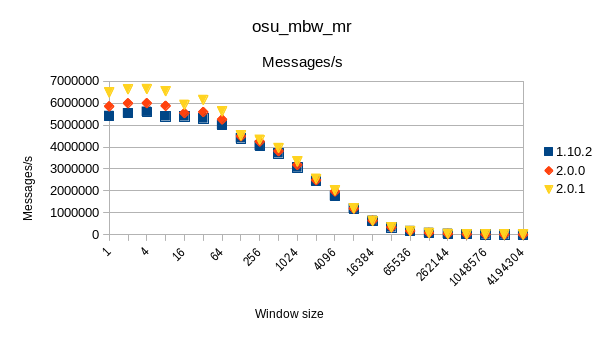 osu_mbw_mr
Messages/s
7000000
6000000
5000000
4000000
3000000
2000000
1000000
0
Messages/s
1 4 16 64 256 1024 4096 16384 65536 262144 1048576 4194304
Window size
1.10.2
2.0.0
2.0.1